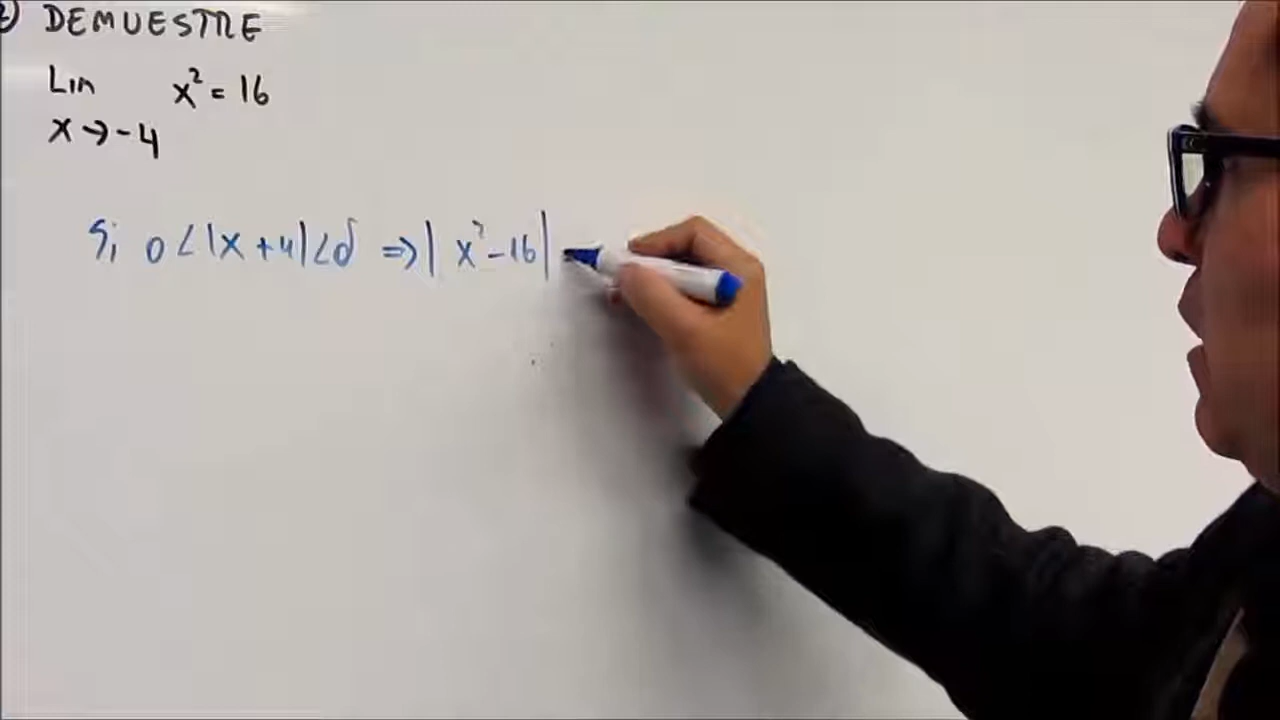 ) DEMUESTRE
Lim x² = 16
x → -4
Si 0 < |x + 4| < δ ⇒ | x² - 16 |